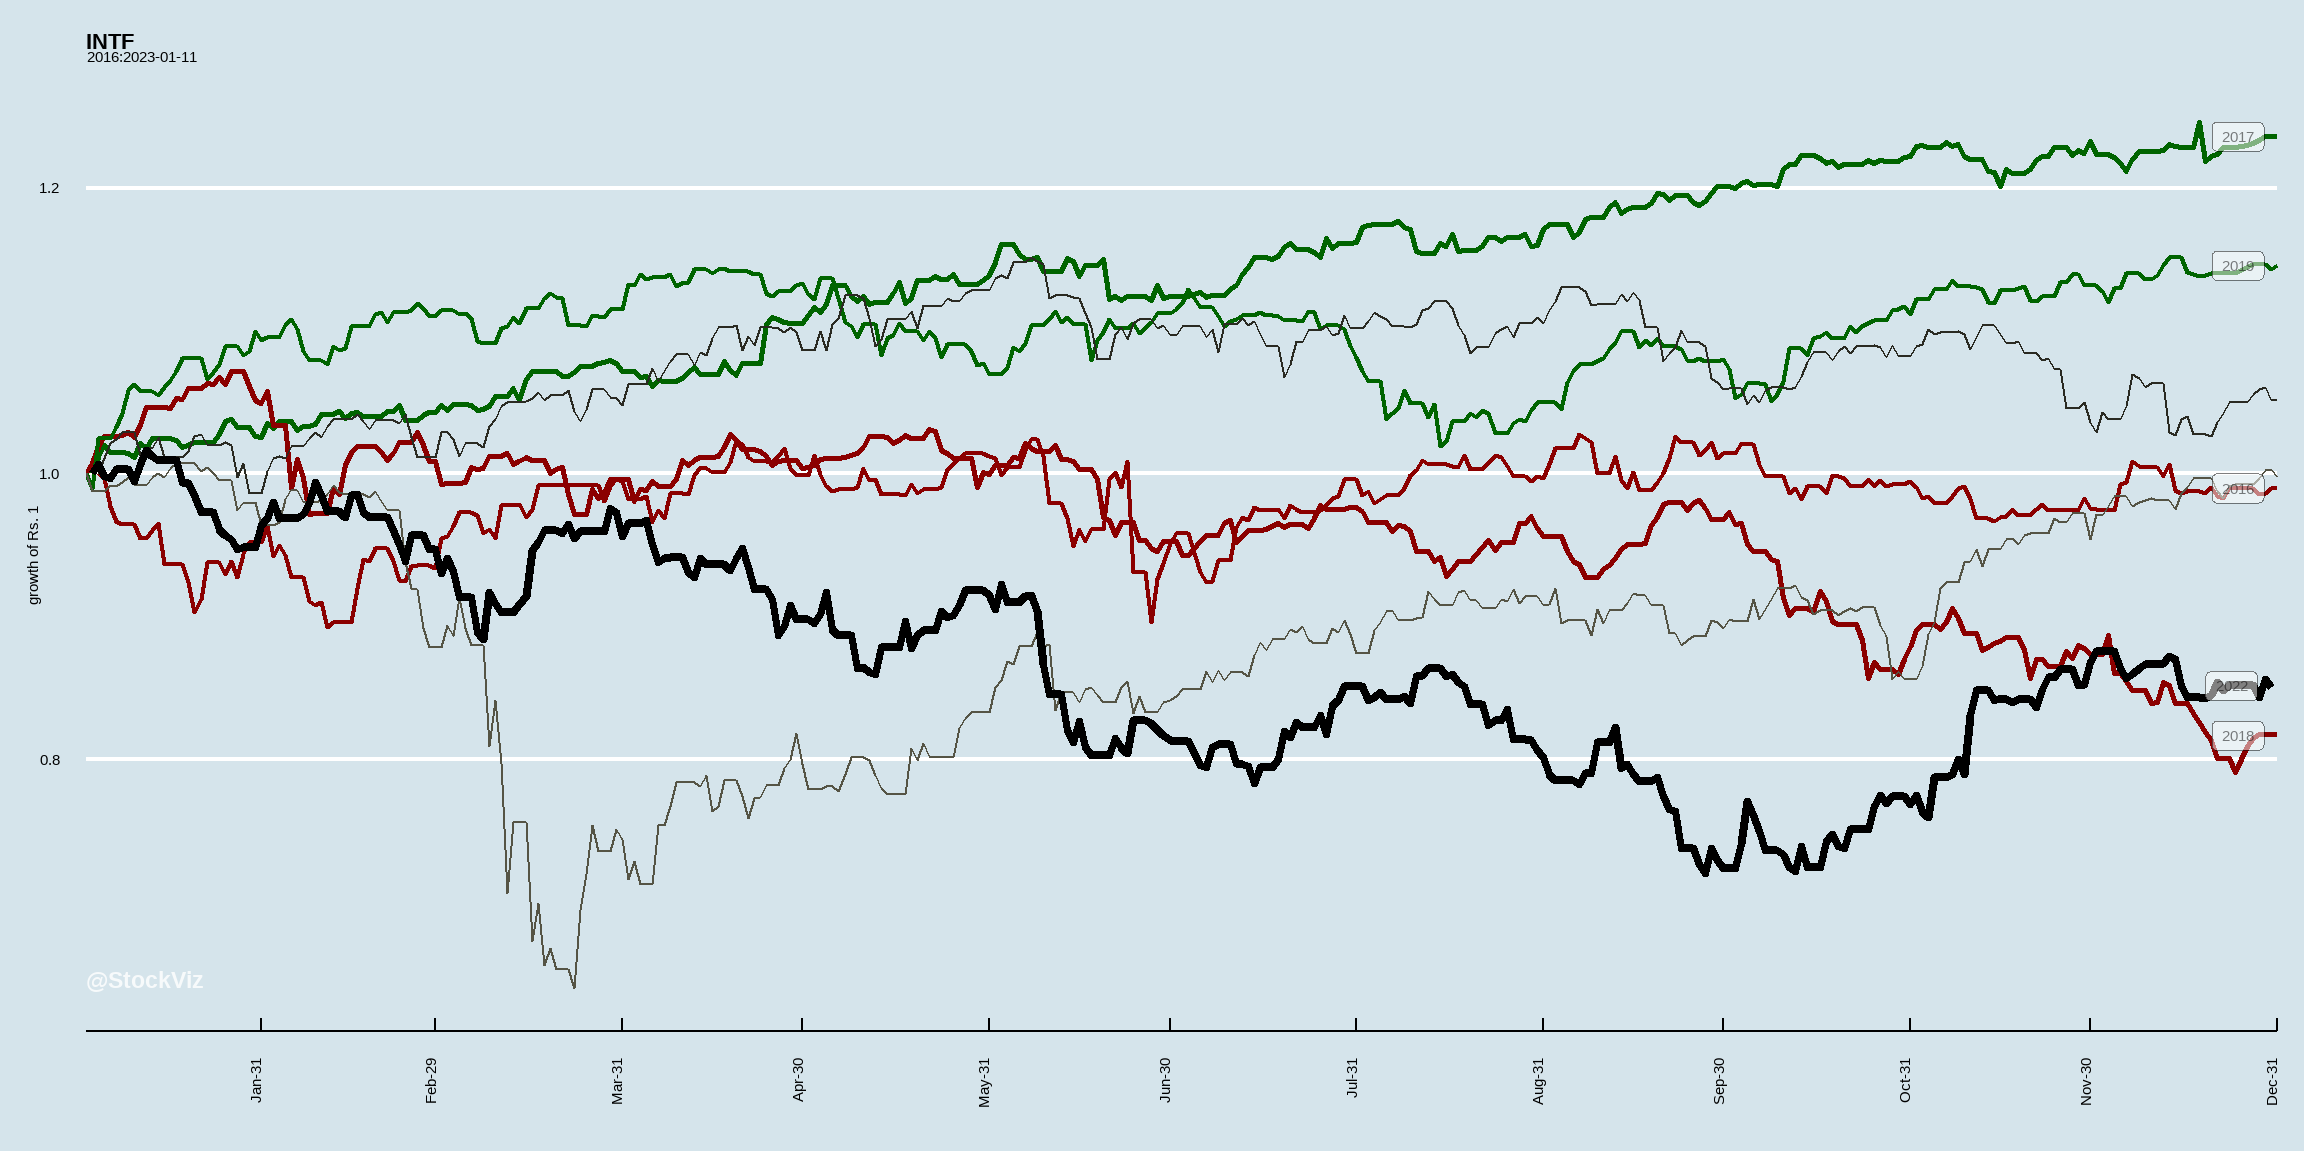 INTF
2016:2023-01-11
2017
1.2
2019
1.0
2016
growth of Rs. 1
2022
2018
0.8
@StockViz
Jan-31
Feb-29
Mar-31
Apr-30
May-31
Jun-30
Jul-31
Aug-31
Sep-30
Oct-31
Nov-30
Dec-31